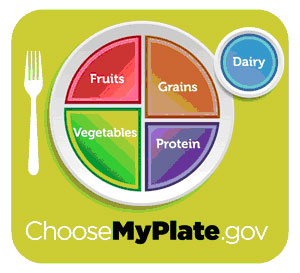 Dairy
Fruits
Grains
Vegetables
Protein
ChooseMyPlate.gov